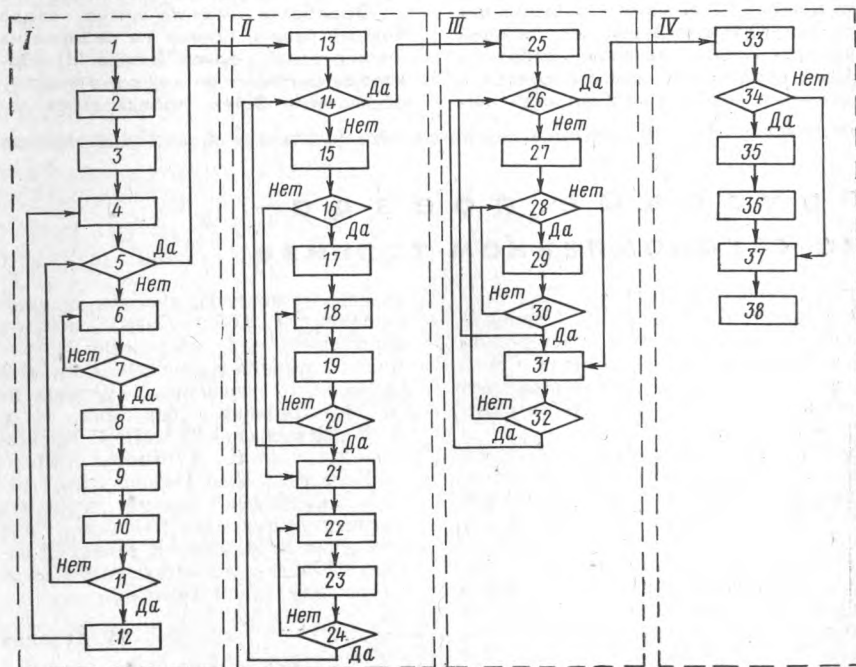 I
1
2
3
4
5
Да
Нет
6
7
Нет
Да
8
9
10
11
Нет
Да
12
II
13
14
Да
Нет
15
16
Нет
Да
17
18
19
20
Нет
Да
21
22
23
24
Нет
Да
III
25
26
Да
Нет
27
28
Нет
Нет
Да
29
30
Нет
Да
31
32
Нет
Да
IV
33
34
Нет
Да
35
36
37
38